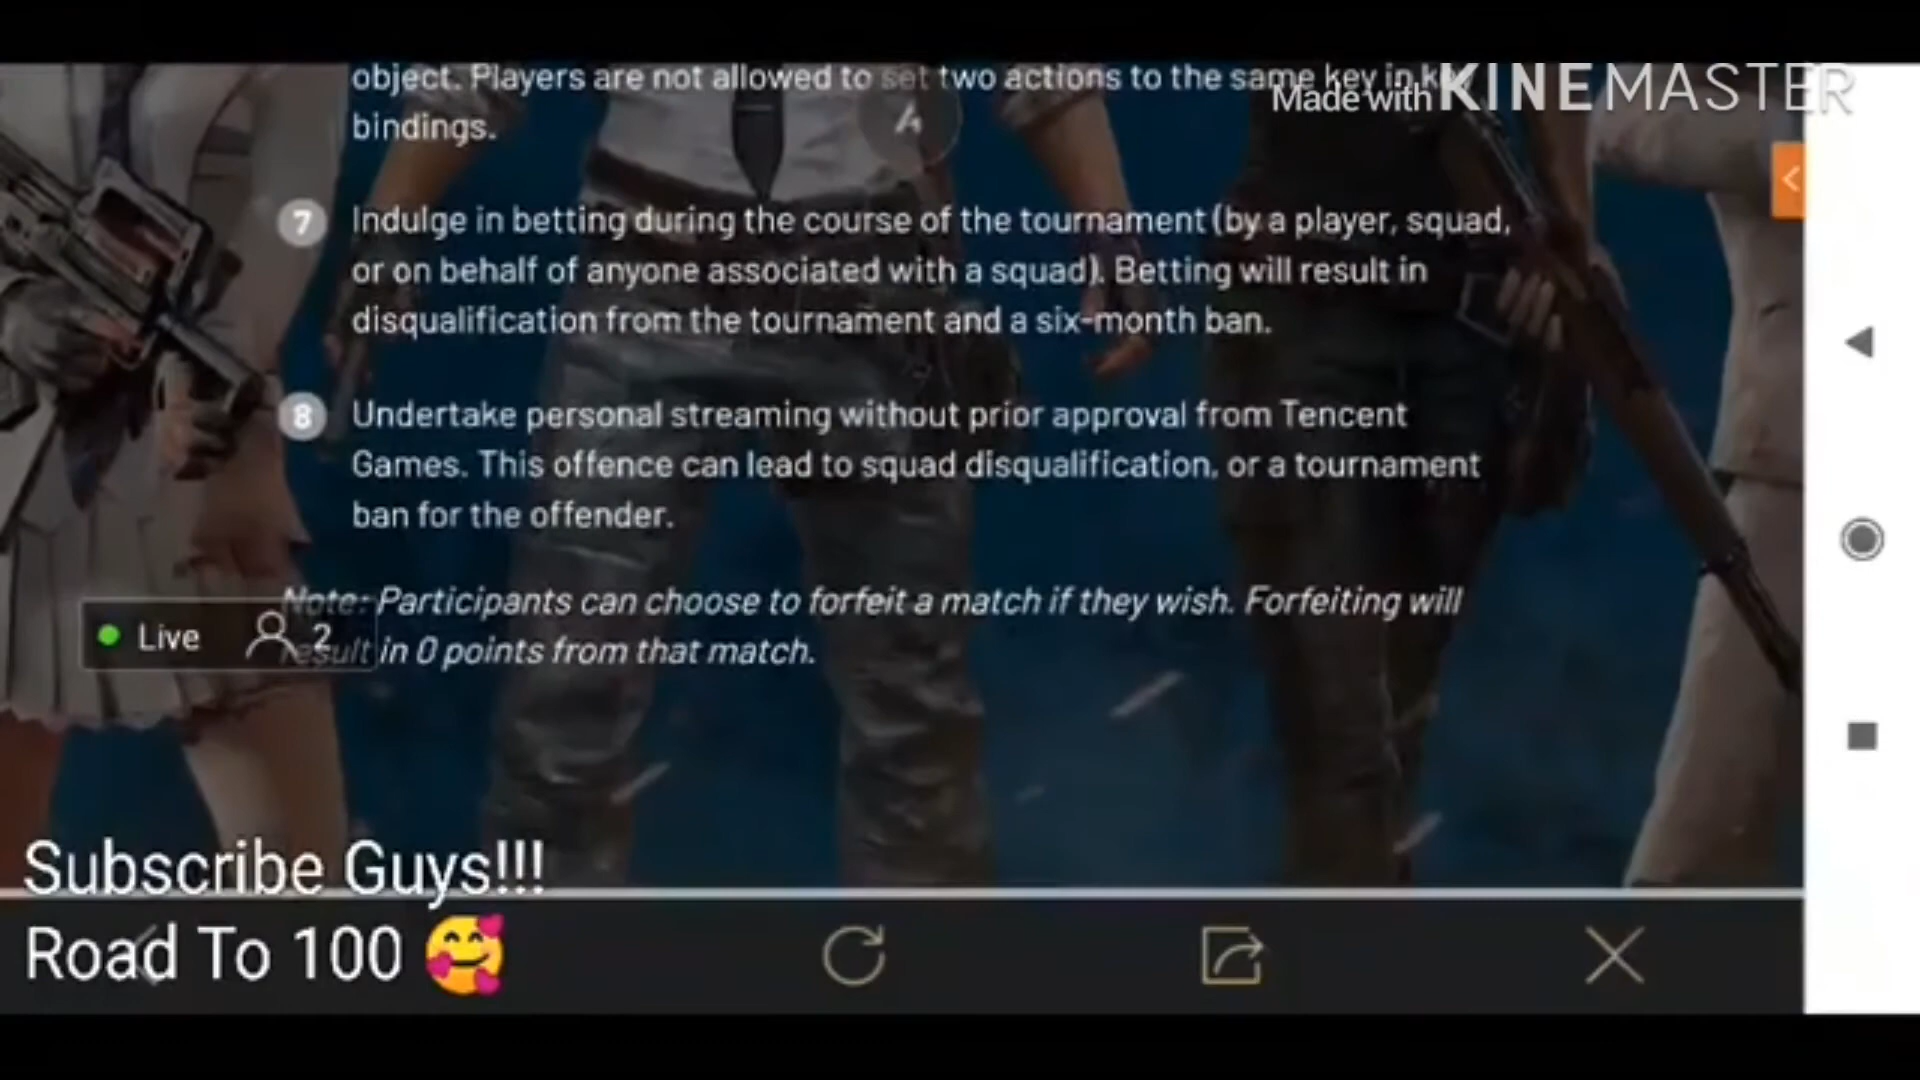 object. Players are not allowed to set two actions to the same key in
bindings.
Made with KINEMASTER
7 Indulge in betting during the course of the tournament (by a player, squad,
or on behalf of anyone associated with a squad). Betting will result in
disqualification from the tournament and a six-month ban.
8 Undertake personal streaming without prior approval from Tencent
Games. This offence can lead to squad disqualification, or a tournament
ban for the offender.
Note: Participants can choose to forfeit a match if they wish. Forfeiting will
result in 0 points from that match.
Live 2
Subscribe Guys!!!
Road To 100 🥰